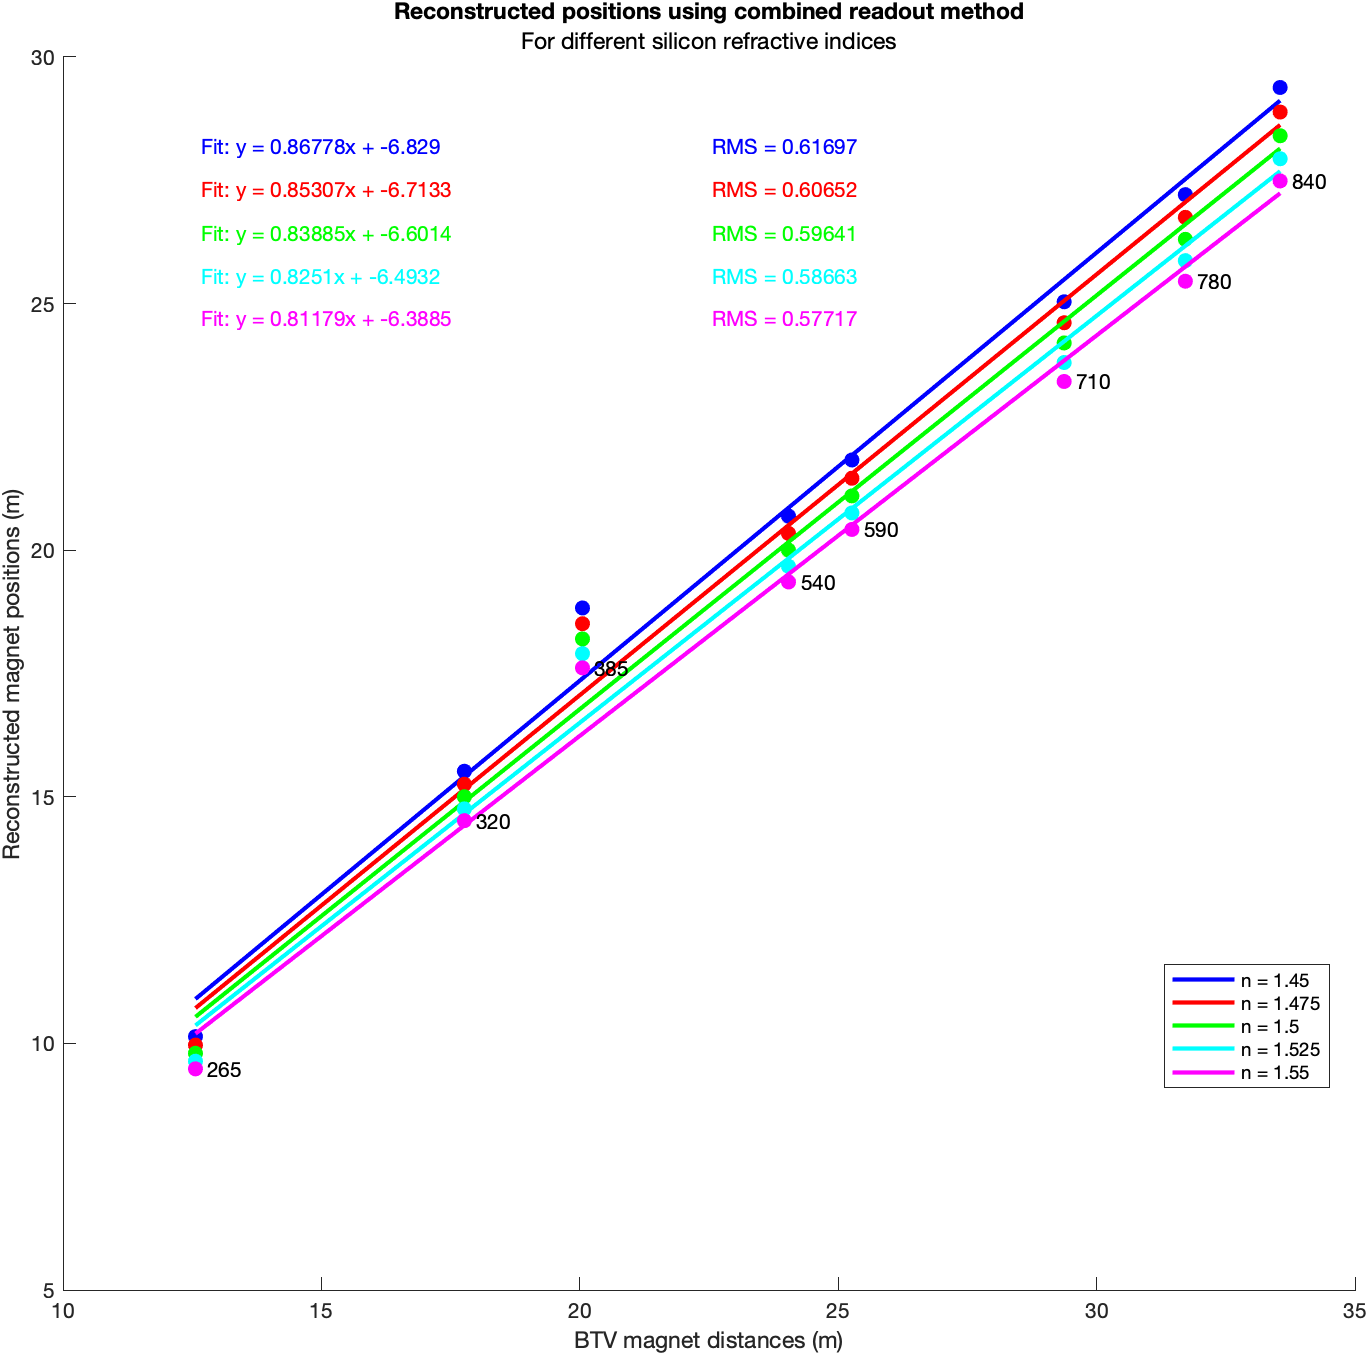 Reconstructed positions using combined readout method
For different silicon refractive indices
Fit: y = 0.86778x + -6.829
RMS = 0.61697
Fit: y = 0.85307x + -6.7133
RMS = 0.60652
Fit: y = 0.83885x + -6.6014
RMS = 0.59641
Fit: y = 0.8251x + -6.4932
RMS = 0.58663
Fit: y = 0.81179x + -6.3885
RMS = 0.57717
30
25
20
15
10
5
Reconstructed magnet positions (m)
840
780
710
590
540
385
320
265
n = 1.45
n = 1.475
n = 1.5
n = 1.525
n = 1.55
10
15
20
25
30
35
BTV magnet distances (m)